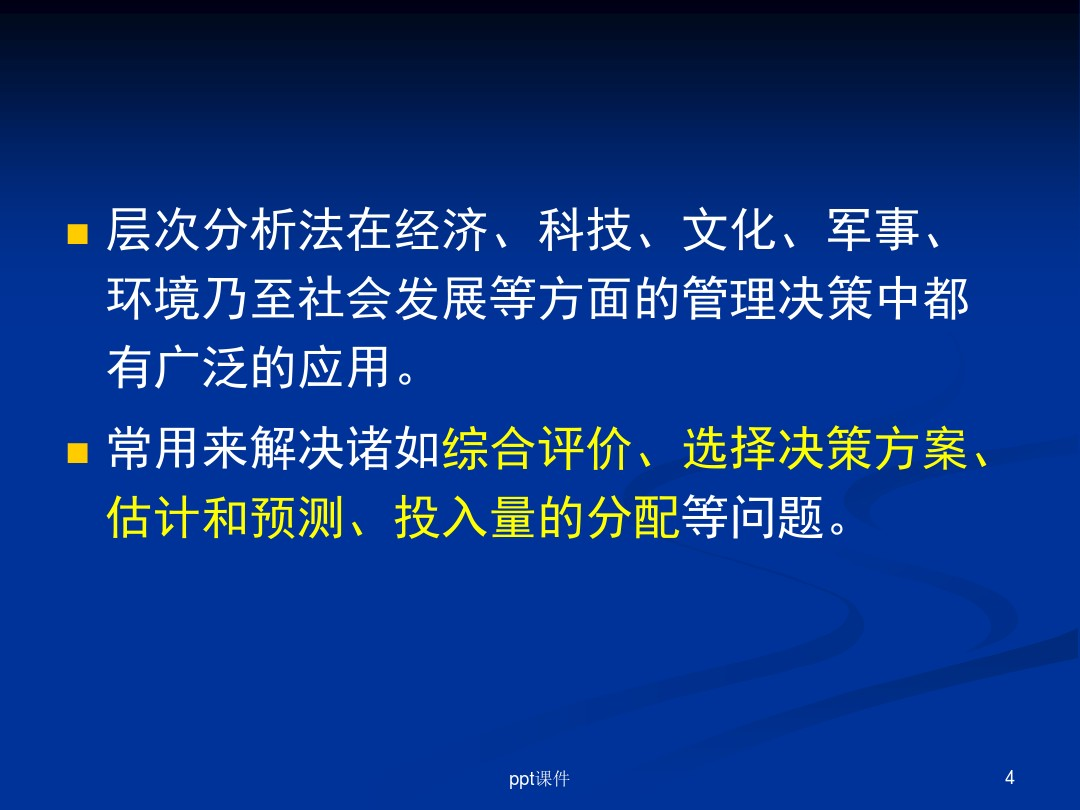 层次分析法在经济、科技、文化、军事、
环境乃至社会发展等方面的管理决策中都
有广泛的应用。
常用来解决诸如综合评价、选择决策方案、
估计和预测、投入量的分配等问题。
ppt课件
4